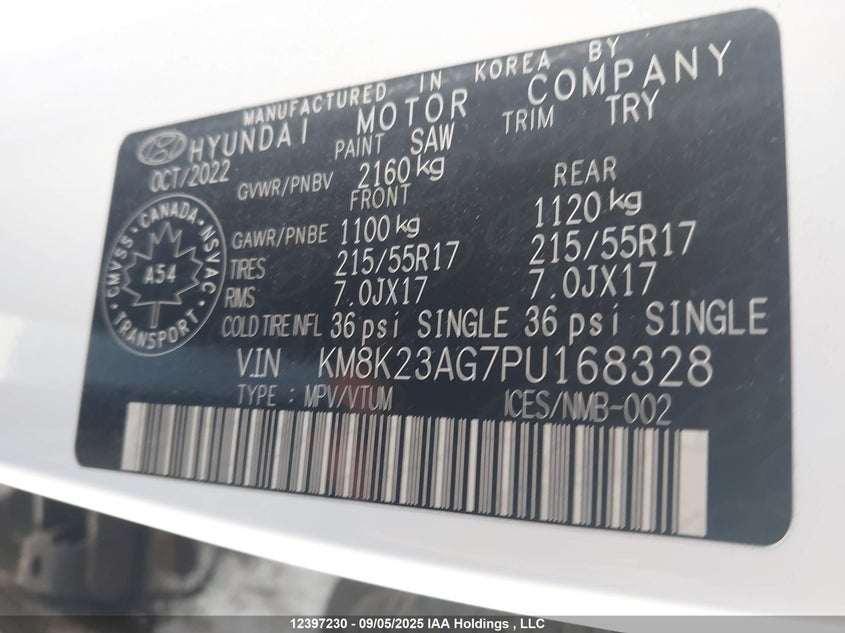 MANUFACTURED IN KOREA BY
HYUNDAI MOTOR COMPANY
OCT/2022 PAINT SAW TRIM TRY
GVWR/PNBV 2160 kg
FRONT REAR
GAWR/PNBE 1100 kg 1120 kg
TIRES 215/55R17 215/55R17
RIMS 7.0JX17 7.0JX17
COLD TIRE INFL 36 psi SINGLE 36 psi SINGLE
V.I.N KM8K23AG7PU168328
TYPE : MPV/VTUM ICES/NMB-002
CMVSS • CANADA • NSVAC
A54
• TRANSPORT •
12397230 - 09/05/2025 IAA Holdings , LLC